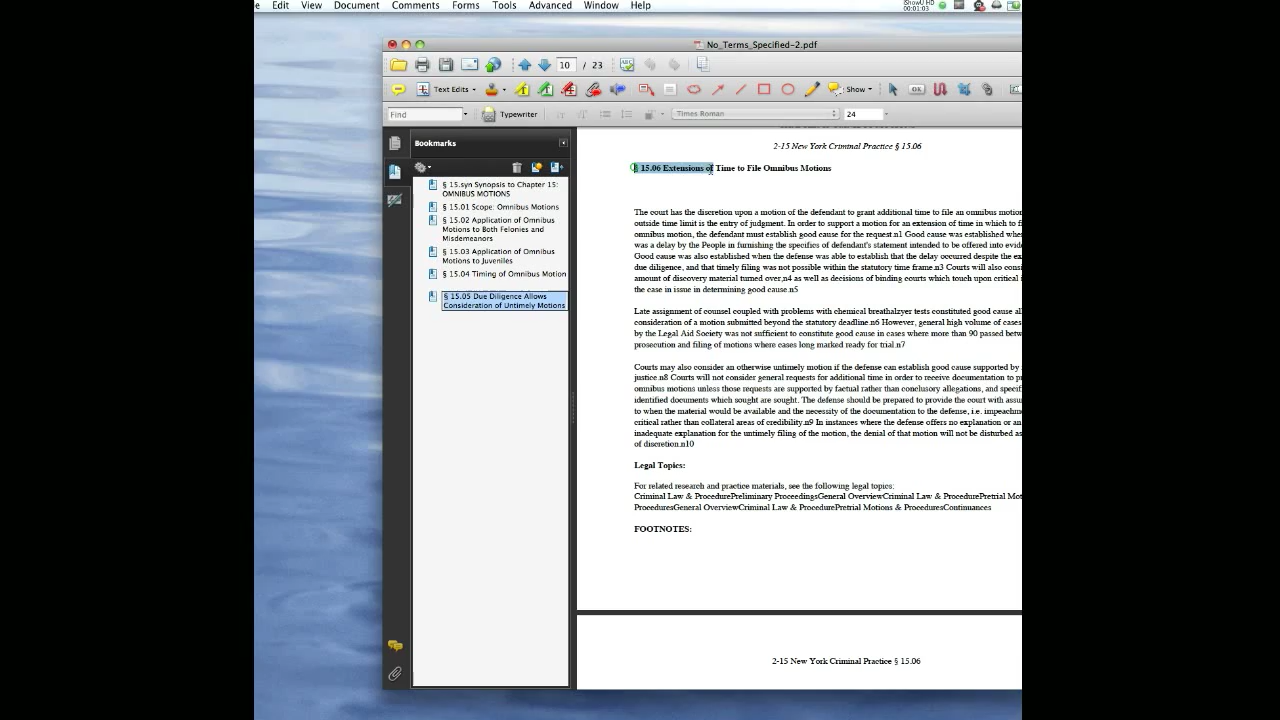 Edit View Document Comments Forms Tools Advanced Window Help
iShowU HD
00:01:03
No_Terms_Specified-2.pdf
10 / 23
Text Edits
OK
Show
Find
Typewriter
Times Roman
24
Bookmarks
§ 15.syn Synopsis to Chapter 15:
OMNIBUS MOTIONS
§ 15.01 Scope: Omnibus Motions
§ 15.02 Application of Omnibus
Motions to Both Felonies and
Misdemeanors
§ 15.03 Application of Omnibus
Motions to Juveniles
§ 15.04 Timing of Omnibus Motion
§ 15.05 Due Diligence Allows
Consideration of Untimely Motions
2-15 New York Criminal Practice § 15.06
§ 15.06 Extensions of Time to File Omnibus Motions
The court has the discretion upon a motion of the defendant to grant additional time to file an omnibus motion
outside time limit is the entry of judgment. In order to support a motion for an extension of time in which to
omnibus motion, the defendant must establish good cause for the request.n1 Good cause was established
was a delay by the People in furnishing the specifics of defendant's statement intended to be offered into
Good cause was also established when the defense was able to establish that the delay occurred despite the
due diligence, and that timely filing was not possible within the statutory time frame.n3 Courts will also
amount of discovery material turned over,n4 as well as decisions of binding courts which touch upon critical
the case in issue in determining good cause.n5
Late assignment of counsel coupled with problems with chemical breathalzyer tests constituted good cause
consideration of a motion submitted beyond the statutory deadline.n6 However, general high volume of cases
by the Legal Aid Society was not sufficient to constitute good cause in cases where more than 90 passed
prosecution and filing of motions where cases long marked ready for trial.n7
Courts may also consider an otherwise untimely motion if the defense can establish good cause supported by
justice.n8 Courts will not consider general requests for additional time in order to receive documentation to
omnibus motions unless those requests are supported by factual rather than conclusory allegations, and
identified documents which sought are sought. The defense should be prepared to provide the court with
to when the material would be available and the necessity of the documentation to the defense, i.e.
critical rather than collateral areas of credibility.n9 In instances where the defense offers no explanation or an
inadequate explanation for the untimely filing of the motion, the denial of that motion will not be disturbed
of discretion.n10
Legal Topics:
For related research and practice materials, see the following legal topics:
Criminal Law & ProcedurePreliminary ProceedingsGeneral OverviewCriminal Law & ProcedurePretrial
ProceduresGeneral OverviewCriminal Law & ProcedurePretrial Motions & ProceduresContinuances
FOOTNOTES:
2-15 New York Criminal Practice § 15.06